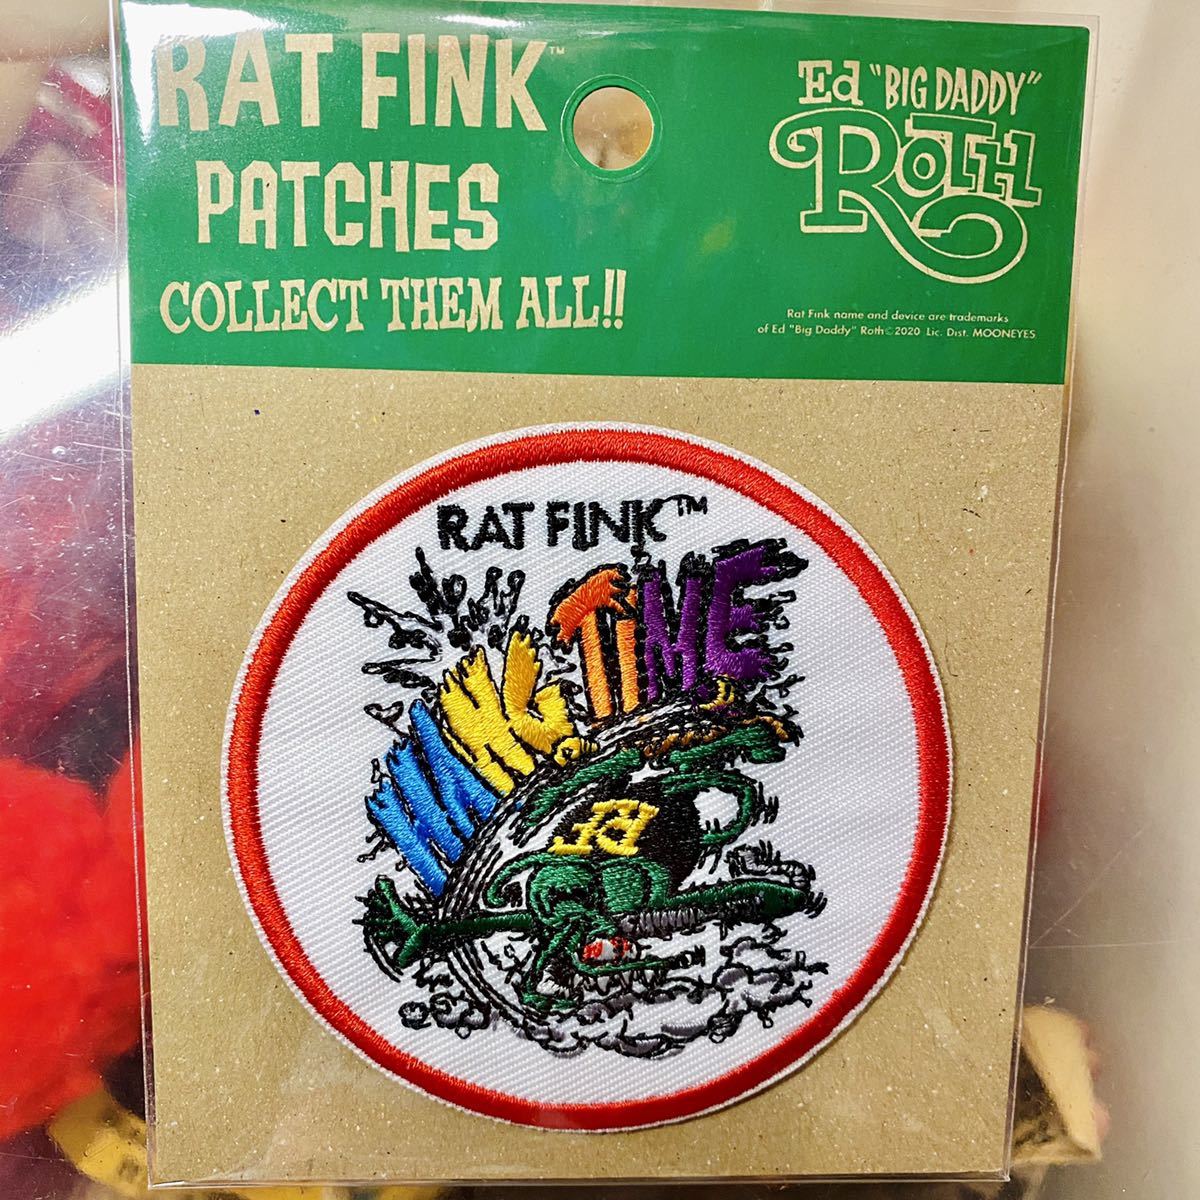 RAT FINK™
PATCHES
COLLECT THEM ALL!!
Ed "BIG DADDY"
ROTH
Rat Fink name and device are trademarks
of Ed "Big Daddy" Roth©2020 Lic. Dist. MOONEYES
RAT FINK™
TiME
RF